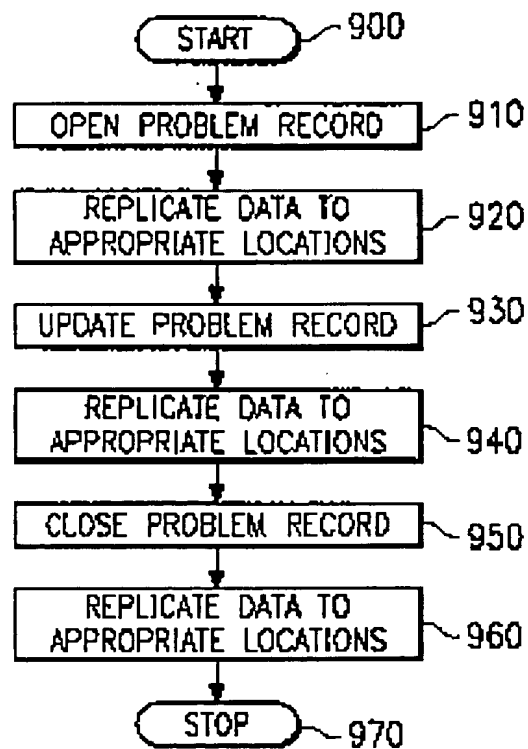 START 900
OPEN PROBLEM RECORD 910
REPLICATE DATA TO
APPROPRIATE LOCATIONS 920
UPDATE PROBLEM RECORD 930
REPLICATE DATA TO
APPROPRIATE LOCATIONS 940
CLOSE PROBLEM RECORD 950
REPLICATE DATA TO
APPROPRIATE LOCATIONS 960
STOP 970